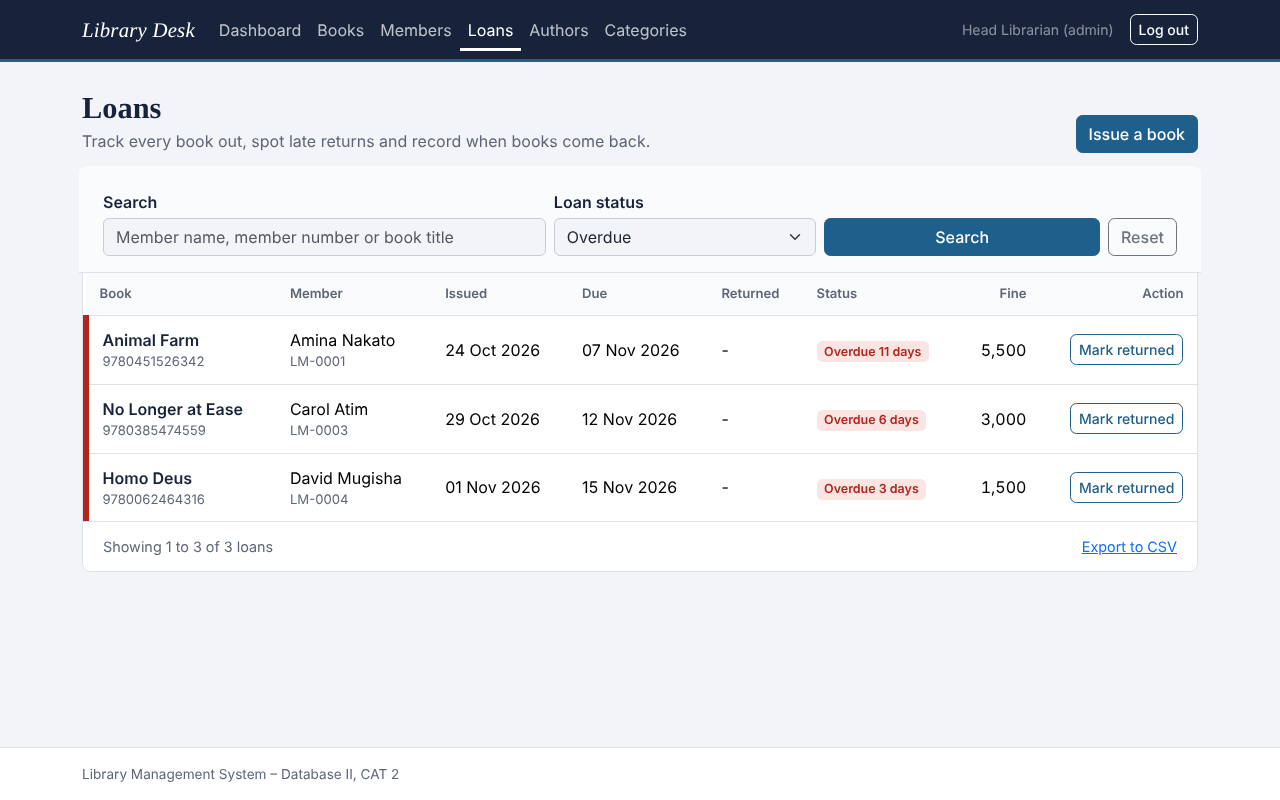 Library Desk Dashboard Books Members Loans Authors Categories Head Librarian (admin) Log out
Loans
Track every book out, spot late returns and record when books come back.
Issue a book
Search Loan status
Member name, member number or book title Overdue Search Reset
Book Member Issued Due Returned Status Fine Action
Animal Farm Amina Nakato
9780451526342 LM-0001
24 Oct 2026 07 Nov 2026 - Overdue 11 days 5,500 Mark returned
No Longer at Ease Carol Atim
9780385474559 LM-0003
29 Oct 2026 12 Nov 2026 - Overdue 6 days 3,000 Mark returned
Homo Deus David Mugisha
9780062464316 LM-0004
01 Nov 2026 15 Nov 2026 - Overdue 3 days 1,500 Mark returned
Showing 1 to 3 of 3 loans Export to CSV
Library Management System – Database II, CAT 2